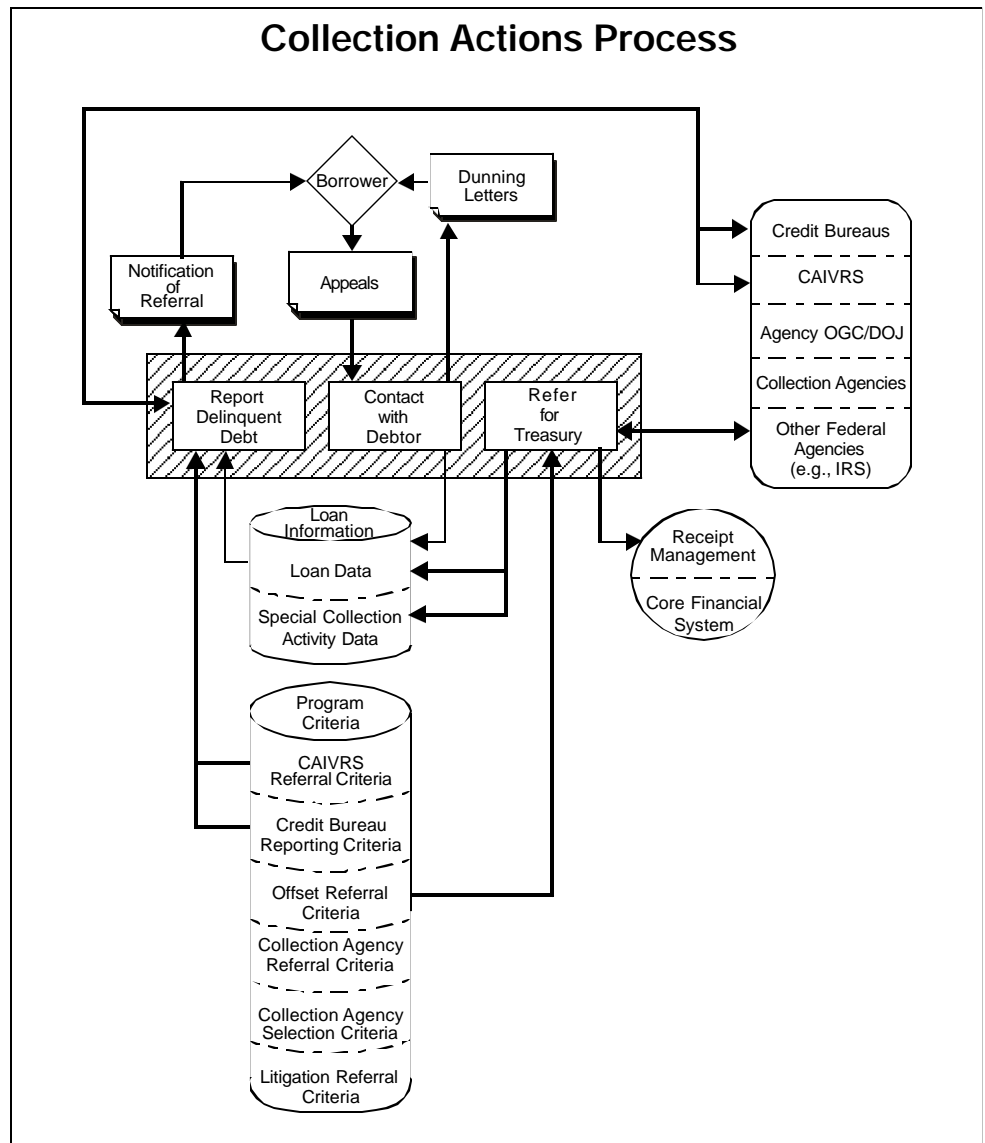 Collection Actions Process
Borrower
Dunning
Letters
Notification
of
Referral
Appeals
Credit Bureaus
CAIVRS
Agency OGC/DOJ
Collection Agencies
Other Federal
Agencies
(e.g., IRS)
Report
Delinquent
Debt
Contact
with
Debtor
Refer
for
Treasury
Loan
Information
Loan Data
Special Collection
Activity Data
Receipt
Management
Core Financial
System
Program
Criteria
CAIVRS
Referral Criteria
Credit Bureau
Reporting Criteria
Offset Referral
Criteria
Collection Agency
Referral Criteria
Collection Agency
Selection Criteria
Litigation Referral
Criteria